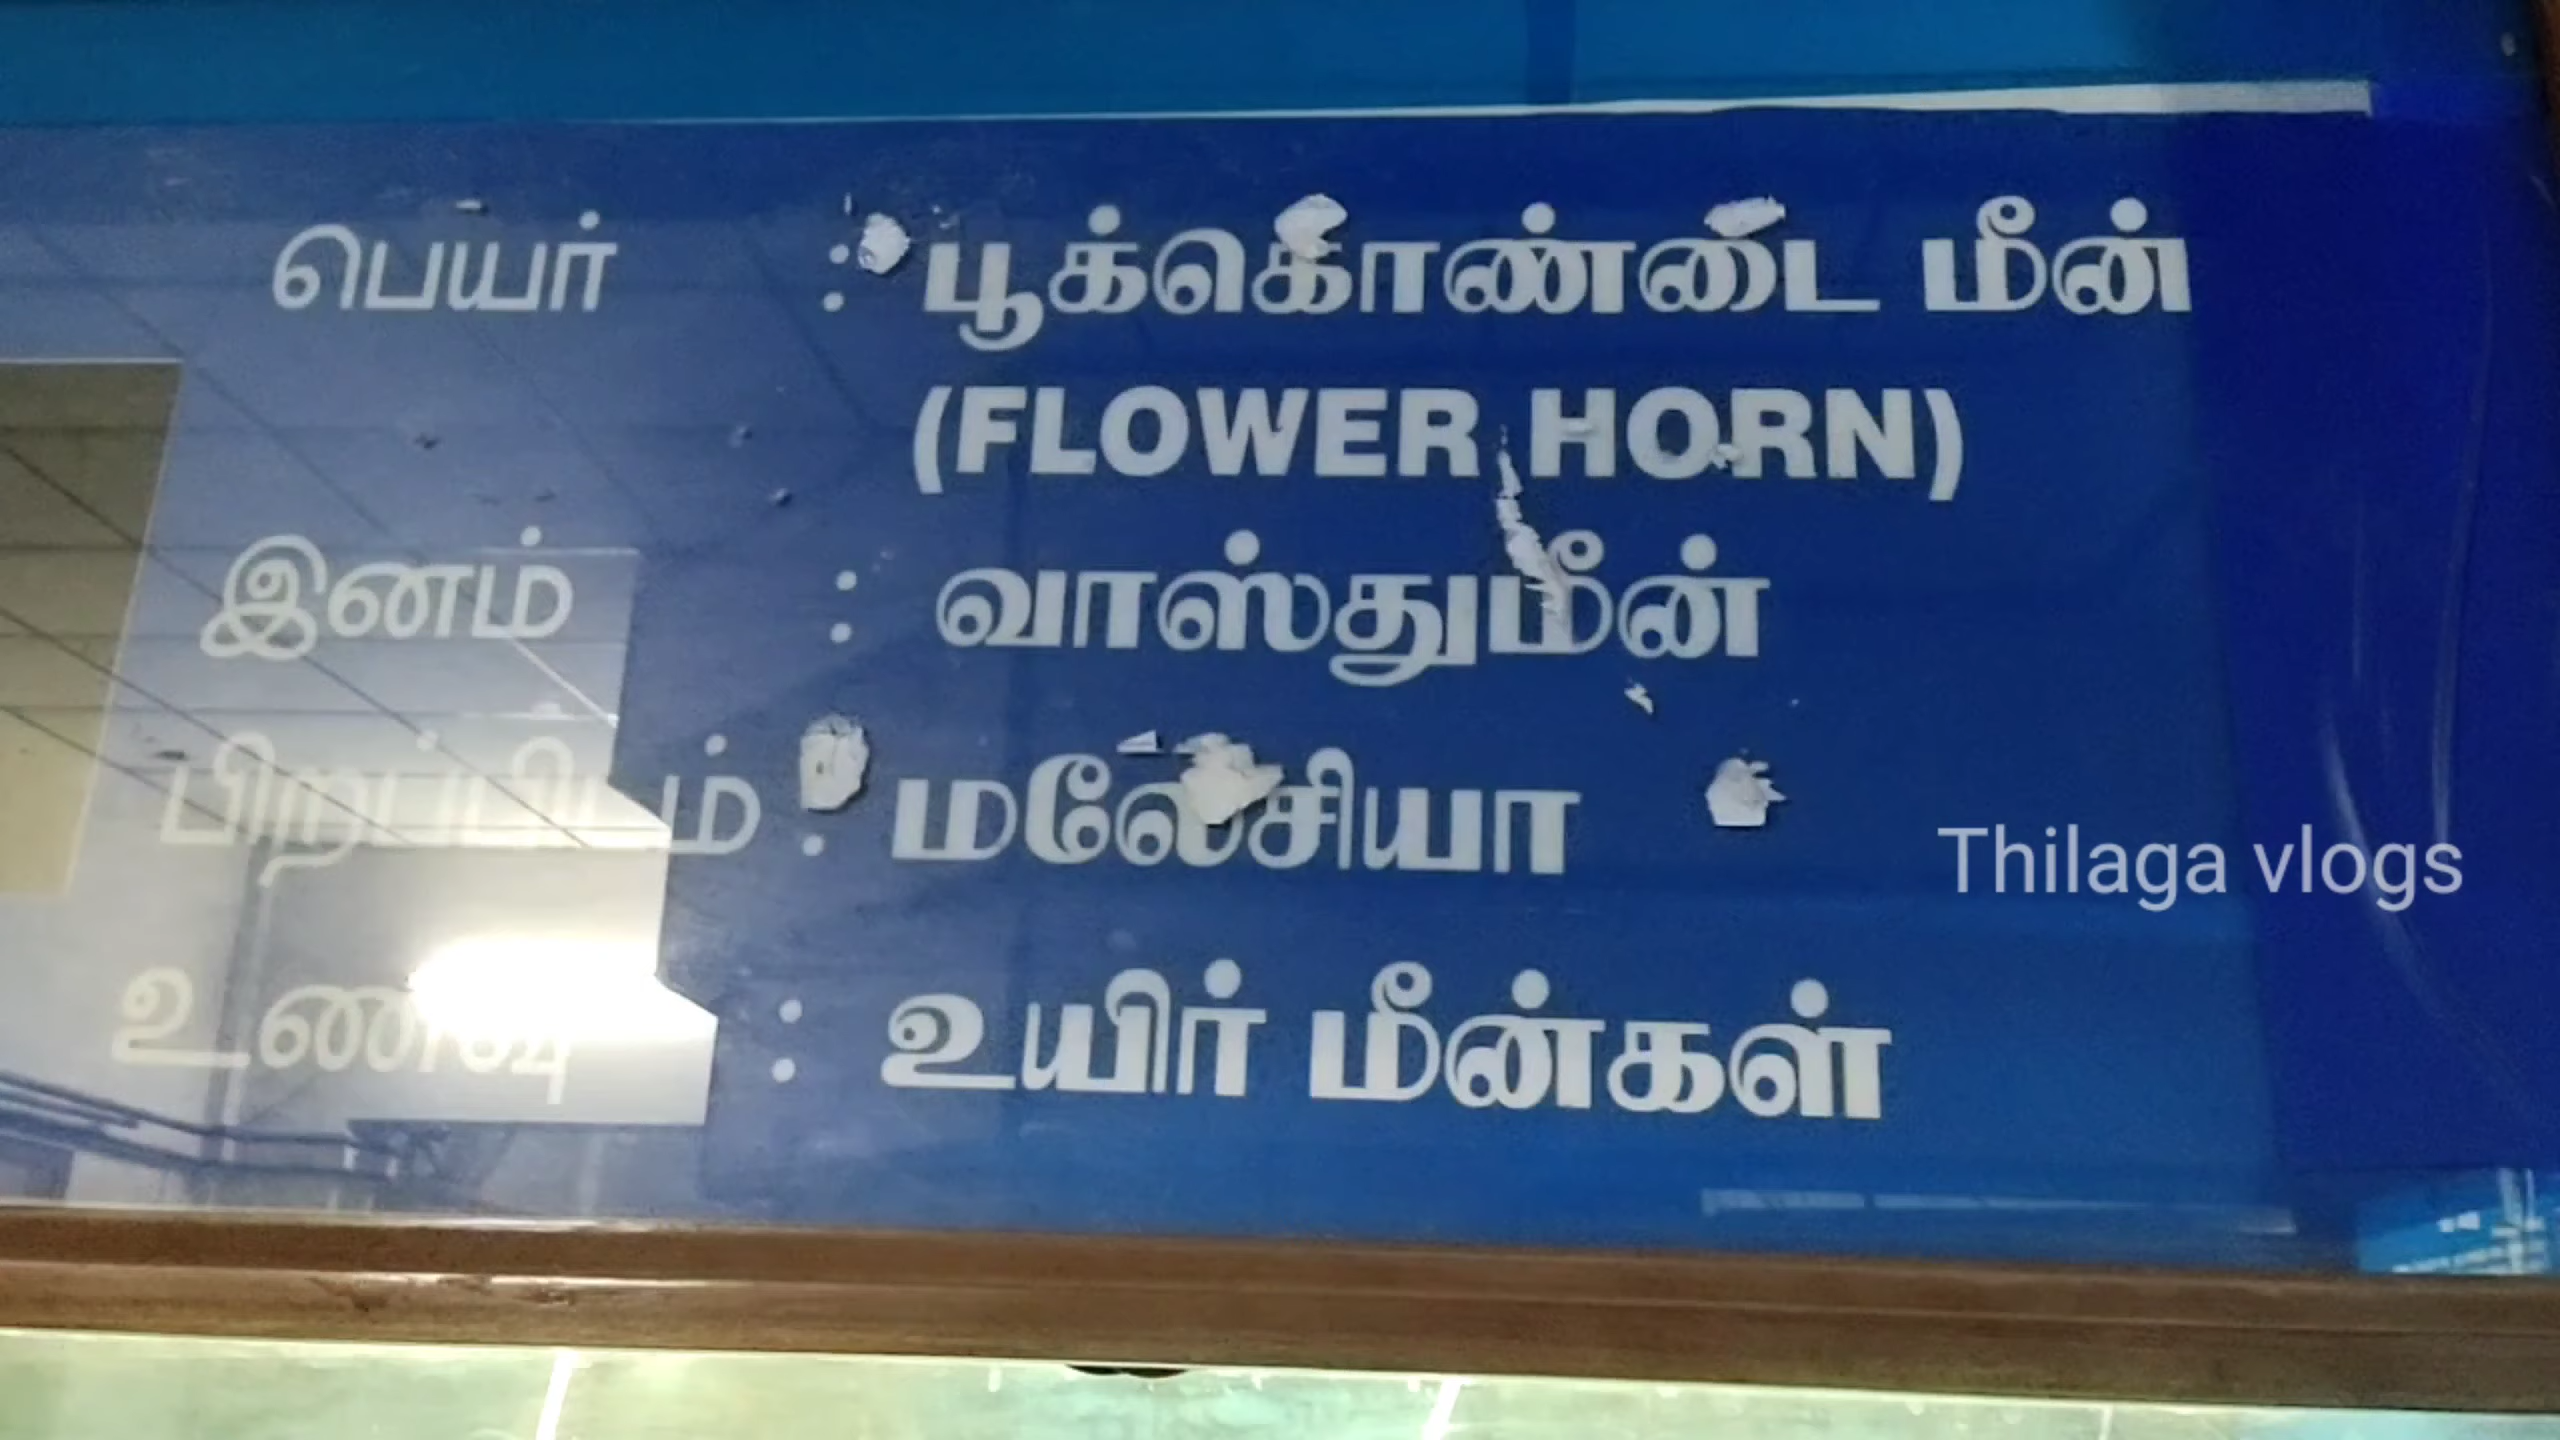 பெயர் : பூக்கொண்டை மீன்
(FLOWER HORN)
இனம் : வாஸ்துமீன்
பிறப்பிடம் : மலேசியா
உணவு : உயிர் மீன்கள்
Thilaga vlogs